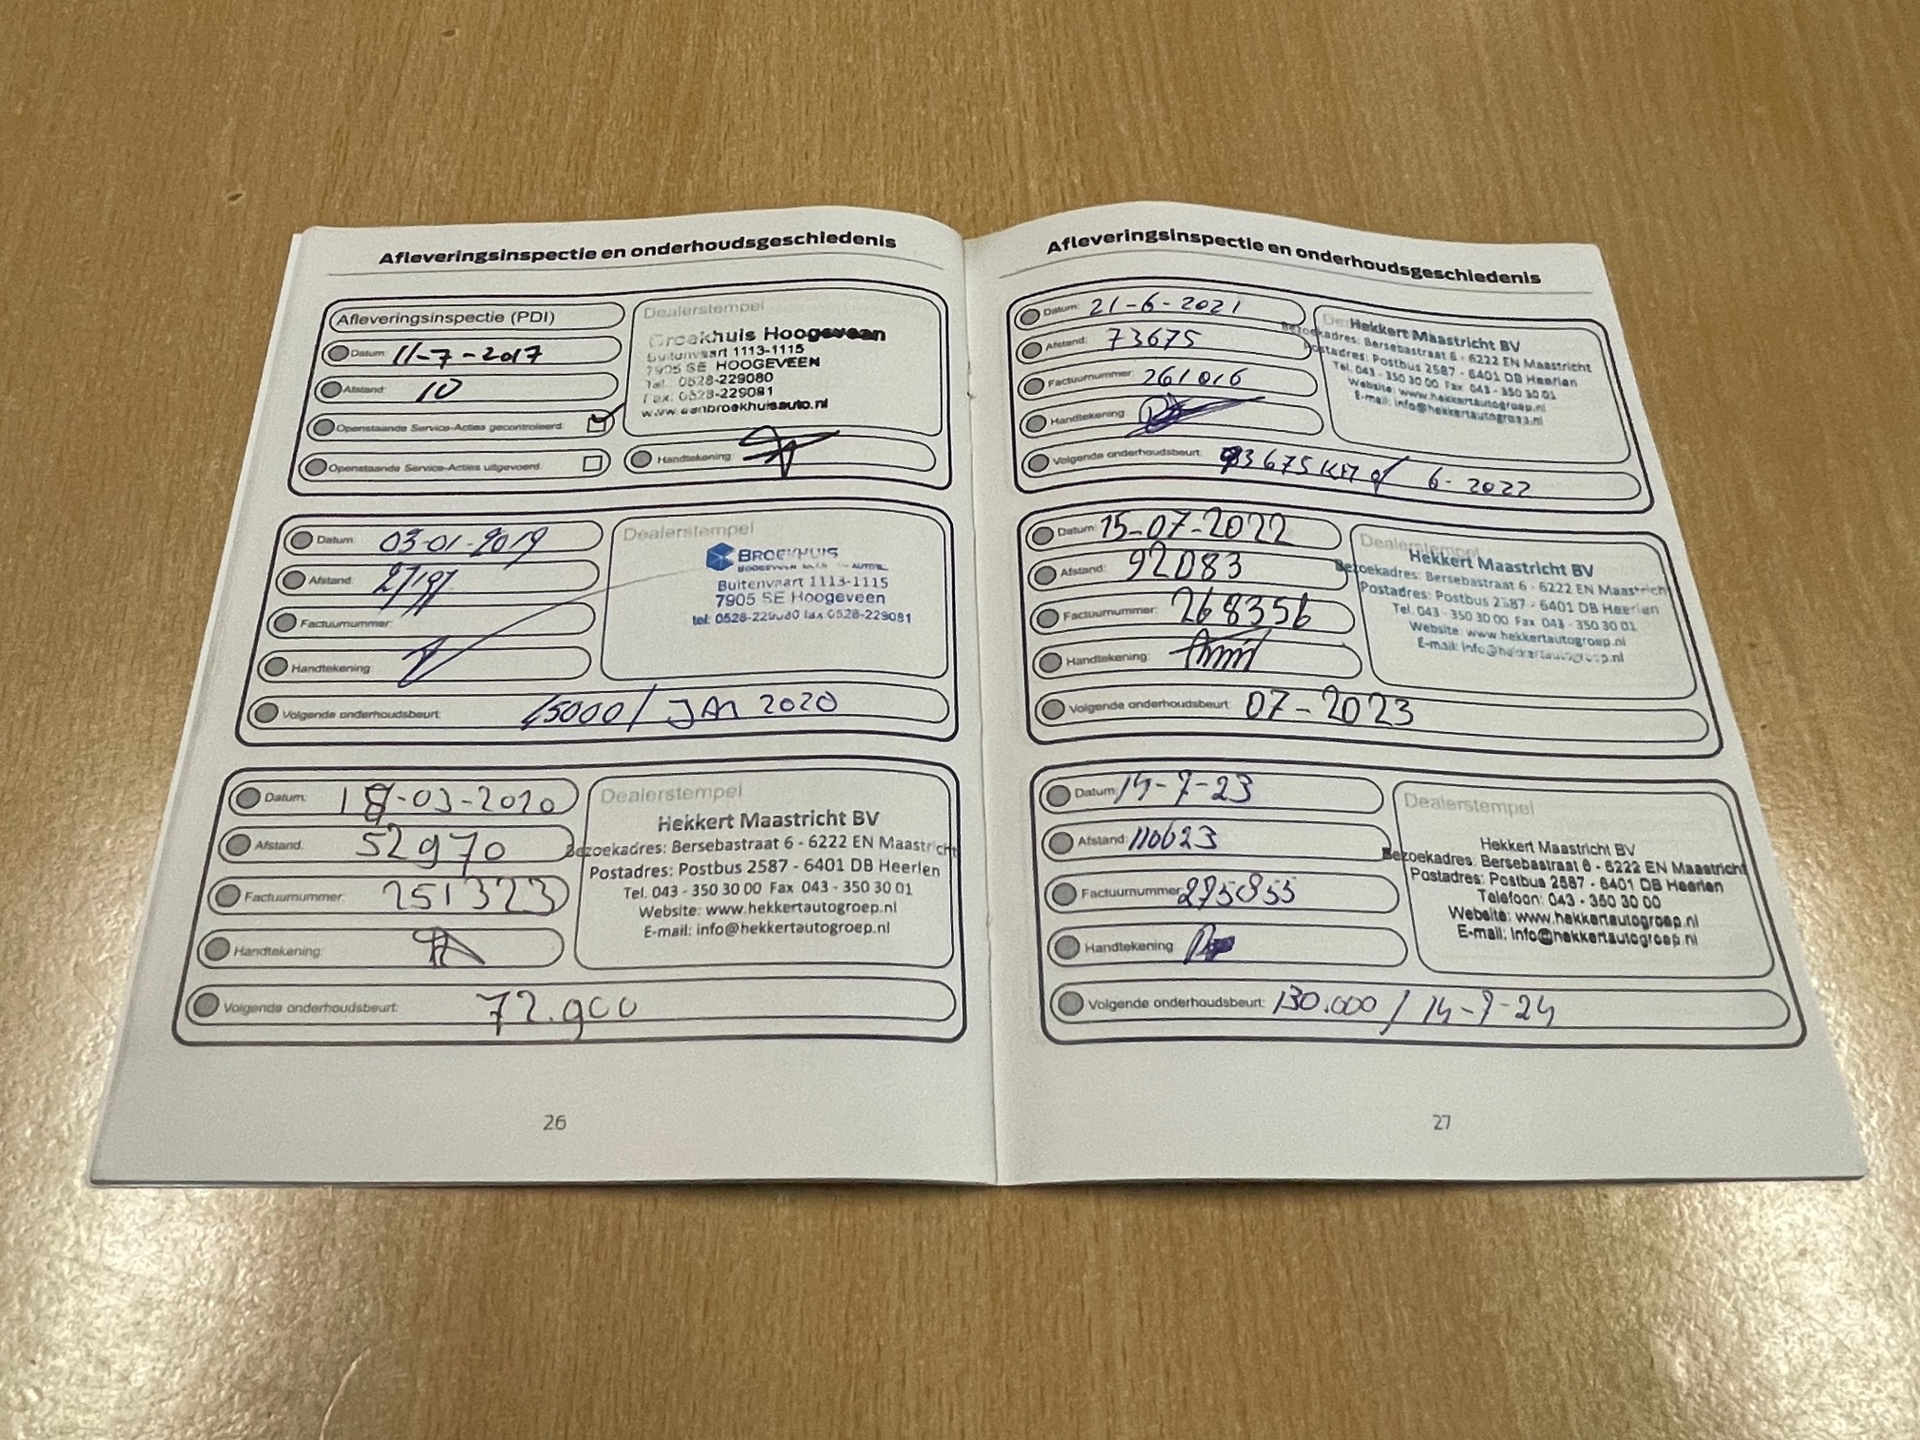 Afleveringsinspectie en onderhoudsgeschiedenis
Afleveringsinspectie (PDI)
Datum: 11-7-2017
Afstand: 10
Openstaande Service-Acties gecontroleerd:
Openstaande Service-Acties uitgevoerd:
Dealerstempel
Broekhuis Hoogeveen
Buitenvaart 1113-1115
7905 SE HOOGEVEEN
Tel. 0528-229080
Fax: 0528-229081
www.vanbroekhuisauto.nl
Handtekening:
Datum: 03-01-2019
Afstand:
Factuurnummer:
Handtekening:
Dealerstempel
BROEKHUIS
Buitenvaart 1113-1115
7905 SE Hoogeveen
tel: 0528-229080 fax 0528-229081
Volgende onderhoudsbeurt: 45000 / JAN 2020
Datum: 18-03-2020
Afstand: 52970
Factuurnummer: 251323
Handtekening:
Dealerstempel
Hekkert Maastricht BV
Bezoekadres: Bersebastraat 6 - 6222 EN Maastricht
Postadres: Postbus 2587 - 6401 DB Heerlen
Tel. 043 - 350 30 00 Fax 043 - 350 30 01
Website: www.hekkertautogroep.nl
E-mail: info@hekkertautogroep.nl
Volgende onderhoudsbeurt: 72.900
26
Afleveringsinspectie en onderhoudsgeschiedenis
Datum: 21-6-2021
Afstand: 73675
Factuurnummer: 261016
Handtekening:
Hekkert Maastricht BV
Bezoekadres: Bersebastraat 6 - 6222 EN Maastricht
Postadres: Postbus 2587 - 6401 DB Heerlen
Tel. 043 - 350 30 00 Fax 043 - 350 30 01
Website: www.hekkertautogroep.nl
E-mail: info@hekkertautogroep.nl
Volgende onderhoudsbeurt: 93675 KM of 6-2022
Datum: 15-07-2022
Afstand: 92083
Factuurnummer: 268356
Handtekening:
Dealerstempel
Hekkert Maastricht BV
Bezoekadres: Bersebastraat 6 - 6222 EN Maastricht
Postadres: Postbus 2587 - 6401 DB Heerlen
Tel. 043 - 350 30 00 Fax 043 - 350 30 01
Website: www.hekkertautogroep.nl
E-mail: info@hekkertautogroep.nl
Volgende onderhoudsbeurt: 07-2023
Datum: 14-7-23
Afstand: 110623
Factuurnummer:
Handtekening:
Dealerstempel
Hekkert Maastricht BV
Bezoekadres: Bersebastraat 6 - 6222 EN Maastricht
Postadres: Postbus 2587 - 6401 DB Heerlen
Telefoon: 043 - 350 30 00
Website: www.hekkertautogroep.nl
E-mail: info@hekkertautogroep.nl
Volgende onderhoudsbeurt: 130.000 / 14-7-24
27